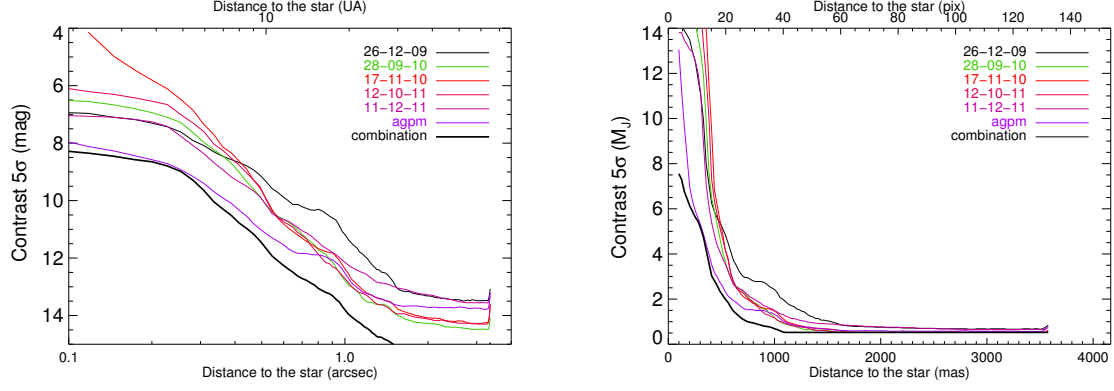 Distance to the star (UA)
10
4
6
8
10
12
14
Contrast 5σ (mag)
26−12−09
28−09−10
17−11−10
12−10−11
11−12−11
agpm
combination
0.1
1.0
Distance to the star (arcsec)
Distance to the star (pix)
0 20 40 60 80 100 120 140
14
12
10
8
6
4
2
0
Contrast 5σ (MJ)
26−12−09
28−09−10
17−11−10
12−10−11
11−12−11
agpm
combination
0 1000 2000 3000 4000
Distance to the star (mas)